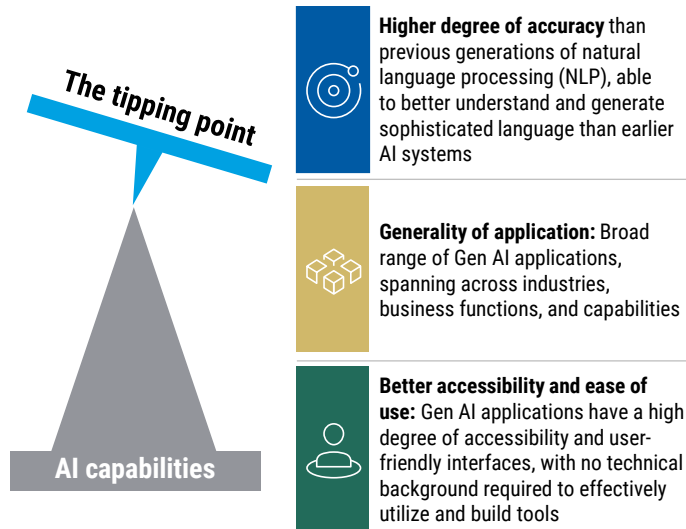 The tipping point
AI capabilities
Higher degree of accuracy than
previous generations of natural
language processing (NLP), able
to better understand and generate
sophisticated language than earlier
AI systems
Generality of application: Broad
range of Gen AI applications,
spanning across industries,
business functions, and capabilities
Better accessibility and ease of
use: Gen AI applications have a high
degree of accessibility and user-
friendly interfaces, with no technical
background required to effectively
utilize and build tools